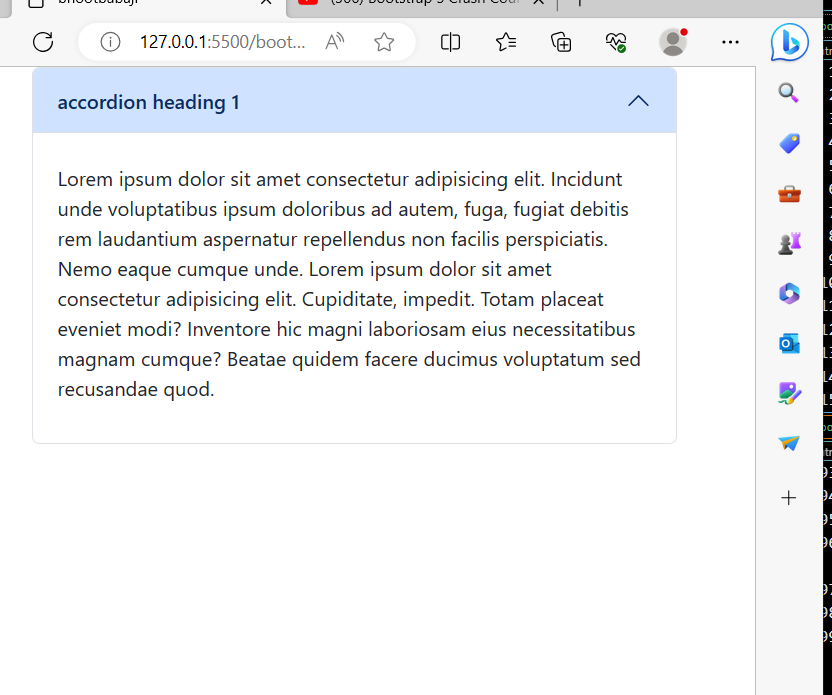 127.0.0.1:5500/boot...
accordion heading 1
Lorem ipsum dolor sit amet consectetur adipisicing elit. Incidunt
unde voluptatibus ipsum doloribus ad autem, fuga, fugiat debitis
rem laudantium aspernatur repellendus non facilis perspiciatis.
Nemo eaque cumque unde. Lorem ipsum dolor sit amet
consectetur adipisicing elit. Cupiditate, impedit. Totam placeat
eveniet modi? Inventore hic magni laboriosam eius necessitatibus
magnam cumque? Beatae quidem facere ducimus voluptatum sed
recusandae quod.